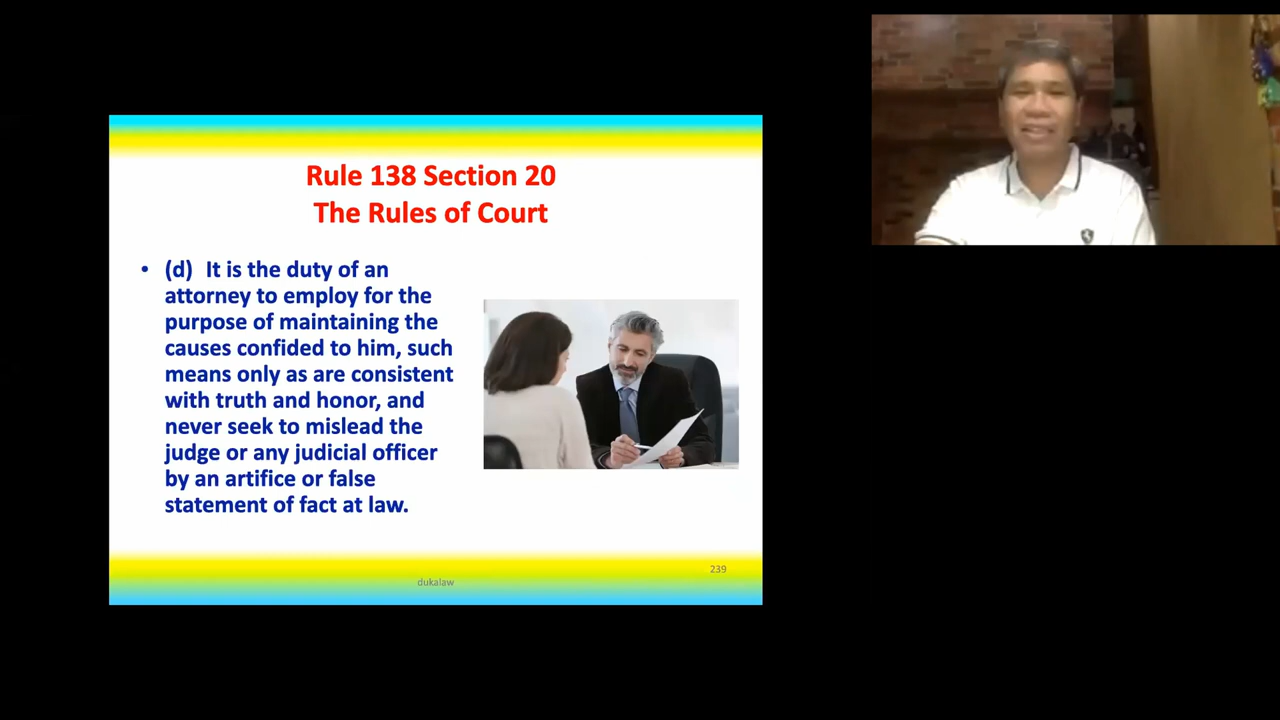 Rule 138 Section 20
The Rules of Court
• (d) It is the duty of an
attorney to employ for the
purpose of maintaining the
causes confided to him, such
means only as are consistent
with truth and honor, and
never seek to mislead the
judge or any judicial officer
by an artifice or false
statement of fact at law.
239
dukalaw